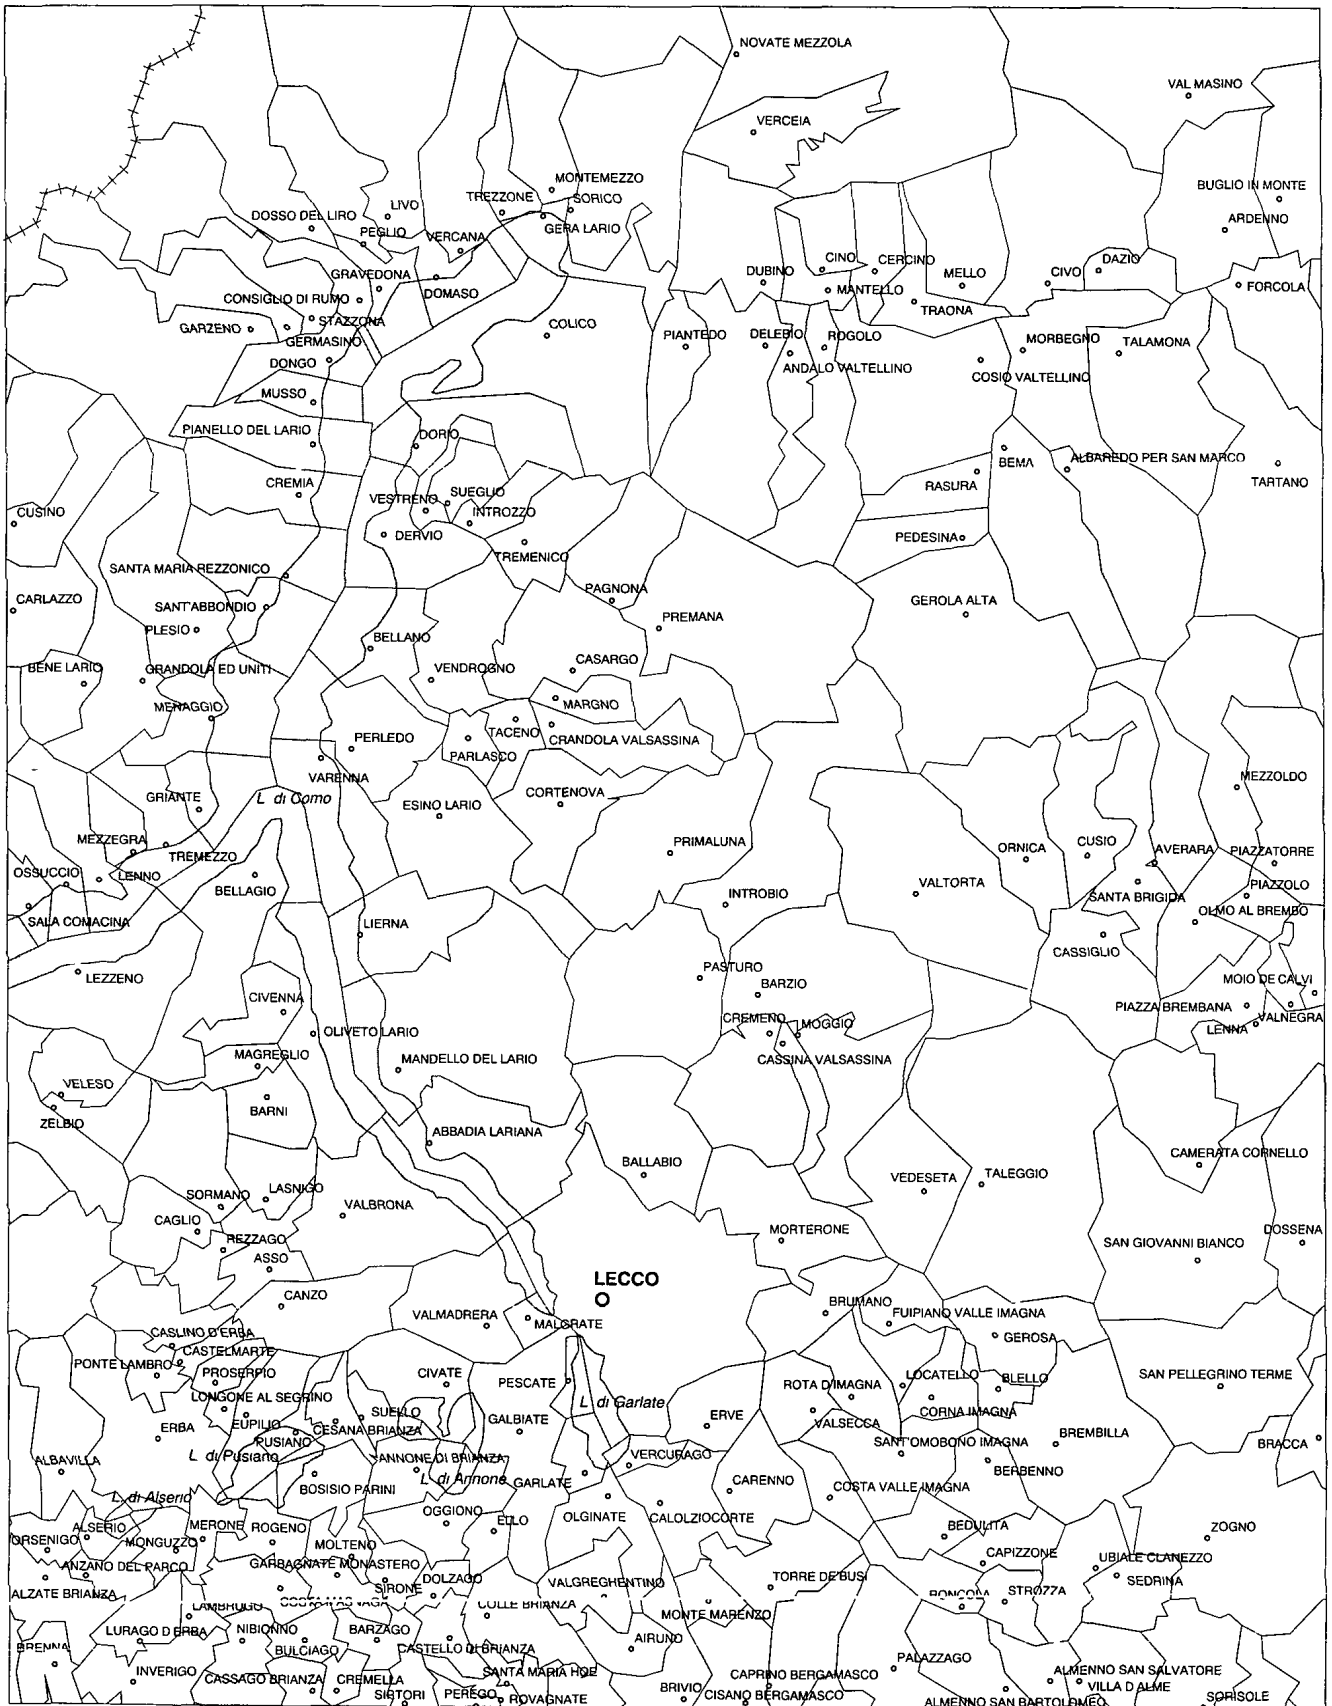 NOVATE MEZZOLA
VAL MASINO
VERCEIA
MONTEMEZZO
BUGLIO IN MONTE
TREZZONE
SORICO
LIVO
DOSSO DEL LIRO
ARDENNO
PEGLIO
VERCANA
GERA LARIO
GRAVEDONA
DUBINO
CINO
CERCINO
MELLO
CIVO
DAZIO
FORCOLA
CONSIGLIO DI RUMO
DOMASO
MANTELLO
TRAONA
STAZZONA
GARZENO
COLICO
GERMASINO
PIANTEDO
DELEBIO
ROGOLO
MORBEGNO
TALAMONA
DONGO
ANDALO VALTELLINO
COSIO VALTELLINO
MUSSO
PIANELLO DEL LARIO
DORIO
BEMA
ALBAREDO PER SAN MARCO
CREMIA
RASURA
TARTANO
VESTRENO
SUEGLIO
CUSINO
INTROZZO
DERVIO
PEDESINA
TREMENICO
SANTA MARIA REZZONICO
PAGNONA
CARLAZZO
SANT'ABBONDIO
GEROLA ALTA
PLESIO
PREMANA
BELLANO
BENE LARIO
GRANDOLA ED UNITI
VENDROGNO
CASARGO
MENAGGIO
MARGNO
TACENO
CRANDOLA VALSASSINA
PERLEDO
PARLASCO
VARENNA
MEZZOLDO
GRIANTE
L di Como
ESINO LARIO
CORTENOVA
MEZZEGRA
TREMEZZO
PRIMALUNA
ORNICA
CUSIO
AVERARA
PIAZZATORRE
OSSUCCIO
LENNO
BELLAGIO
INTROBIO
VALTORTA
PIAZZOLO
SANTA BRIGIDA
SALA COMACINA
LIERNA
OLMO AL BREMBO
CASSIGLIO
LEZZENO
PASTURO
BARZIO
MOIO DE CALVI
CIVENNA
PIAZZA BREMBANA
CREMENO
MOGGIO
VALNEGRA
LENNA
OLIVETO LARIO
MAGREGLIO
MANDELLO DEL LARIO
CASSINA VALSASSINA
VELESO
BARNI
ZELBIO
ABBADIA LARIANA
CAMERATA CORNELLO
BALLABIO
VEDESETA
TALEGGIO
SORMANO
LASNIGO
VALBRONA
CAGLIO
MORTERONE
DOSSENA
REZZAGO
SAN GIOVANNI BIANCO
ASSO
LECCO
CANZO
BRUMANO
FUIPIANO VALLE IMAGNA
VALMADRERA
MALGRATE
CASLINO D'ERBA
GEROSA
CASTELMARTE
PONTE LAMBRO
PROSERPIO
CIVATE
PESCATE
ROTA D'IMAGNA
LOCATELLO
BLELLO
SAN PELLEGRINO TERME
LONGONE AL SEGRINO
L di Garlate
SUELLO
CORNA IMAGNA
ERBA
EUPILIO
CESANA BRIANZA
GALBIATE
ERVE
VALSECCA
PUSIANO
SANT'OMOBONO IMAGNA
BREMBILLA
BRACCA
L di Pusiano
ALBAVILLA
ANNONE DI BRIANZA
VERCURAGO
BERBENNO
L di Annone
GARLATE
CARENNO
BOSISIO PARINI
COSTA VALLE IMAGNA
L. di Alserio
OGGIONO
ELLO
OLGINATE
CALOLZIOCORTE
ALSERIO
MERONE
ROGENO
BEDULITA
ZOGNO
ORSENIGO
MONGUZZO
MOLTENO
CAPIZZONE
UBIALE CLANEZZO
ANZANO DEL PARCO
GARBAGNATE MONASTERO
SIRONE
DOLZAGO
VALGREGHENTINO
TORRE DE'BUSI
SEDRINA
ALZATE BRIANZA
RONCOLA
STROZZA
LAMBRUGO
COSTA MASNAGA
COLLE BRIANZA
MONTE MARENZO
LURAGO D ERBA
NIBIONNO
BARZAGO
AIRUNO
BRENNA
BULCIAGO
CASTELLO DI BRIANZA
PALAZZAGO
INVERIGO
CASSAGO BRIANZA
CREMELLA
SANTA MARIA HOE
CAPRINO BERGAMASCO
ALMENNO SAN SALVATORE
VILLA D ALME
SIRTORI
PEREGO
ROVAGNATE
BRIVIO
CISANO BERGAMASCO
ALMENNO SAN BARTOLOMEO
SORISOLE